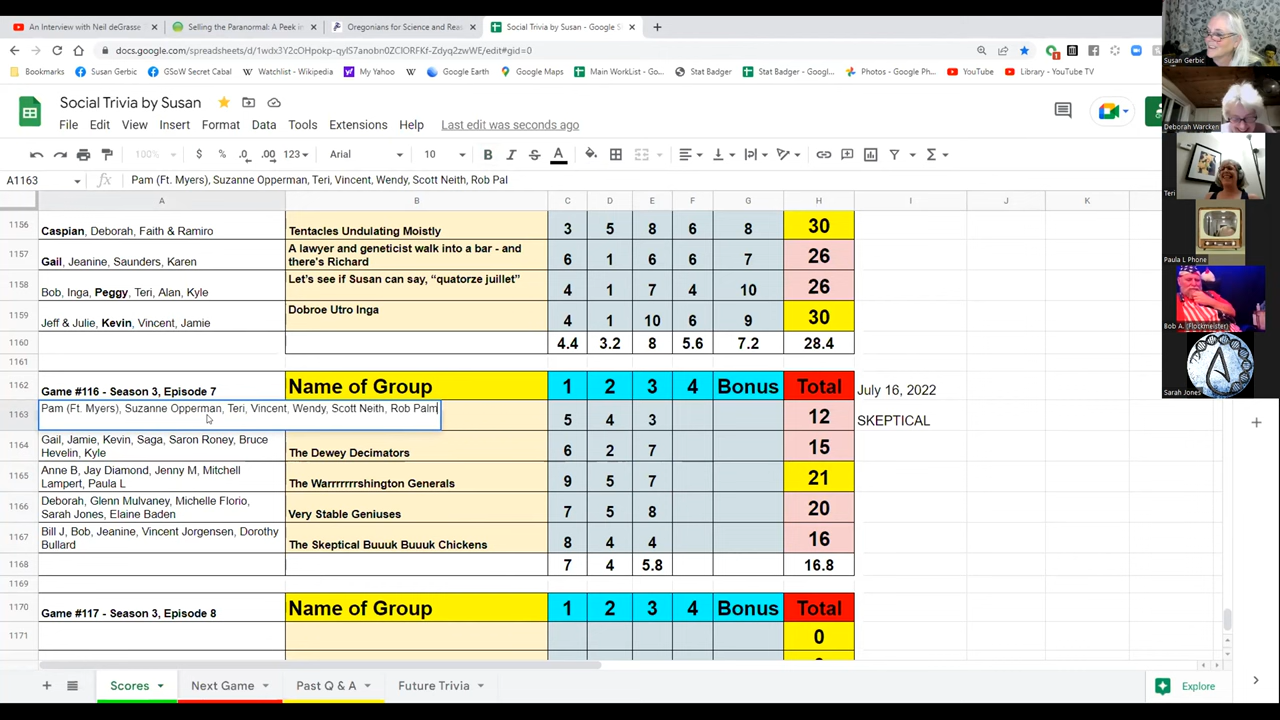 An Interview with Neil deGrasse
Selling the Paranormal: A Peek in
Oregonians for Science and Rea
Social Trivia by Susan - Google S
docs.google.com/spreadsheets/d/1wdx3Y2cOHpokp-qyIS7anobn0ZClORFKf-Zdyq2zwWE/edit#gid=0
Bookmarks
Susan Gerbic
GSoW Secret Cabal
Watchlist - Wikipedia
My Yahoo
Google Earth
Google Maps
Main WorkList - Go...
Stat Badger
Stat Badger - Googl...
Photos - Google Ph...
YouTube
Library - YouTube TV
Social Trivia by Susan
File Edit View Insert Format Data Tools Extensions Help Last edit was seconds ago
100% $ % .0 .00 123 Arial 10 B I S A
A1163 fx Pam (Ft. Myers), Suzanne Opperman, Teri, Vincent, Wendy, Scott Neith, Rob Pal
A B C D E F G H I J K
1156 Caspian, Deborah, Faith & Ramiro Tentacles Undulating Moistly 3 5 8 6 8 30
1157 Gail, Jeanine, Saunders, Karen A lawyer and geneticist walk into a bar - and there's Richard 6 1 6 6 7 26
1158 Bob, Inga, Peggy, Teri, Alan, Kyle Let's see if Susan can say, "quatorze juillet" 4 1 7 4 10 26
1159 Jeff & Julie, Kevin, Vincent, Jamie Dobroe Utro Inga 4 1 10 6 9 30
1160 4.4 3.2 8 5.6 7.2 28.4
1161
1162 Game #116 - Season 3, Episode 7 Name of Group 1 2 3 4 Bonus Total July 16, 2022
1163 Pam (Ft. Myers), Suzanne Opperman, Teri, Vincent, Wendy, Scott Neith, Rob Palm 5 4 3 12 SKEPTICAL
1164 Gail, Jamie, Kevin, Saga, Saron Roney, Bruce Hevelin, Kyle The Dewey Decimators 6 2 7 15
1165 Anne B, Jay Diamond, Jenny M, Mitchell Lampert, Paula L The Warrrrrrrshington Generals 9 5 7 21
1166 Deborah, Glenn Mulvaney, Michelle Florio, Sarah Jones, Elaine Baden Very Stable Geniuses 7 5 8 20
1167 Bill J, Bob, Jeanine, Vincent Jorgensen, Dorothy Bullard The Skeptical Buuuk Buuuk Chickens 8 4 4 16
1168 7 4 5.8 16.8
1169
1170 Game #117 - Season 3, Episode 8 Name of Group 1 2 3 4 Bonus Total
1171 0
Scores Next Game Past Q & A Future Trivia Explore
Susan Gerbic
Deborah Warcken
Teri
Paula L Phone
Bob A. (Flockmeister)
Sarah Jones